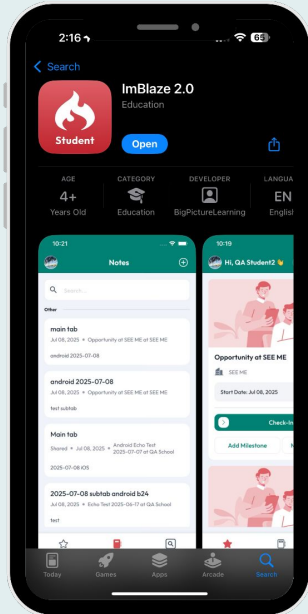 2:16
65
Search
ImBlaze 2.0
Education
Student
Open
AGE
CATEGORY
DEVELOPER
LANGUA
4+
EN
Years Old
Education
BigPictureLearning
English
10:21
Notes
Search...
Other
main tab
Jul 08, 2025 • Opportunity at SEE ME at SEE ME
android 2025-07-08
android 2025-07-08
Jul 08, 2025 • Opportunity at SEE ME at SEE ME
test subtab
Main tab
Shared • Jul 08, 2025 • Android Echo Test
2025-07-07 at QA School
2025-07-08 iOS
2025-07-08 subtab android b24
Jul 08, 2025 • Echo Test 2025-06-17 at QA School
test
10:19
Hi, QA Student2 👋
Opportunity at SEE ME
SEE ME
Start Date: Jul 08, 2025
Check-In
Add Milestone
Today
Games
Apps
Arcade
Search